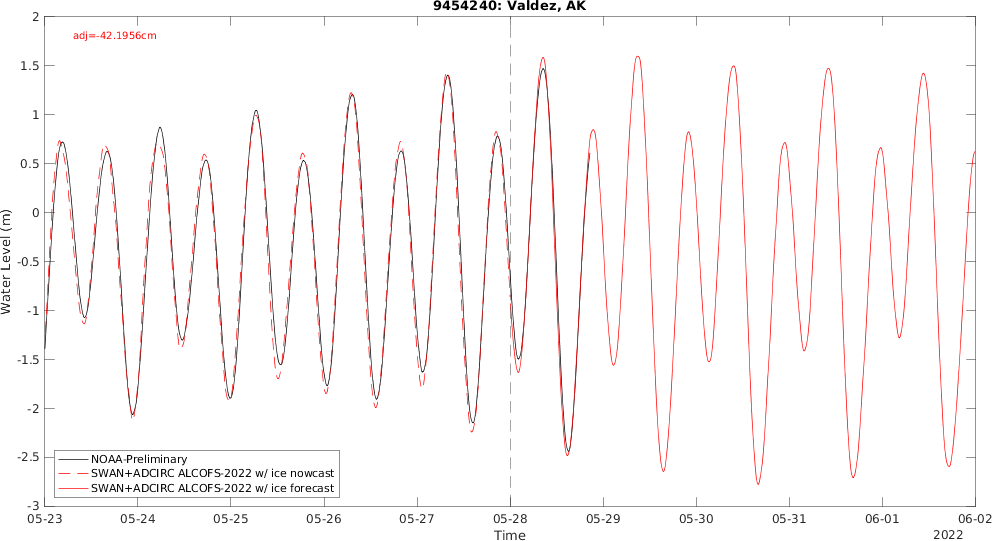 9454240: Valdez, AK
adj=-42.1956cm
Water Level (m)
2
1.5
1
0.5
0
-0.5
-1
-1.5
-2
-2.5
-3
NOAA-Preliminary
SWAN+ADCIRC ALCOFS-2022 w/ ice nowcast
SWAN+ADCIRC ALCOFS-2022 w/ ice forecast
05-23 05-24 05-25 05-26 05-27 05-28 05-29 05-30 05-31 06-01 06-02
Time
2022